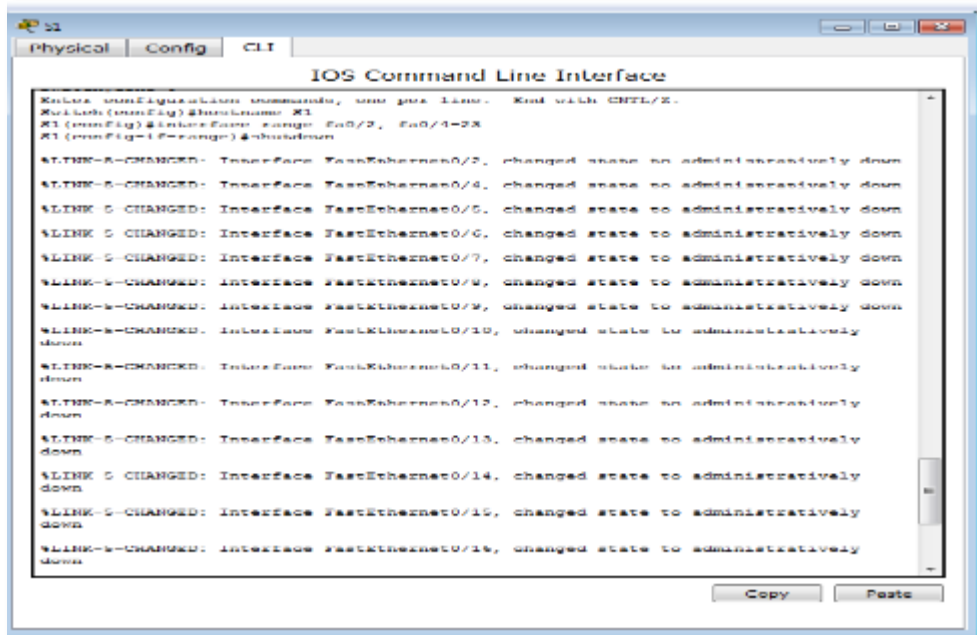 S1
Physical Config CLI
IOS Command Line Interface
Enter configuration commands, one per line. End with CNTL/Z.
Switch(config)#hostname S1
S1(config)#interface range fa0/2, fa0/4-23
S1(config-if-range)#shutdown
%LINK-5-CHANGED: Interface FastEthernet0/2, changed state to administratively down
%LINK-5-CHANGED: Interface FastEthernet0/4, changed state to administratively down
%LINK-5-CHANGED: Interface FastEthernet0/5, changed state to administratively down
%LINK-5-CHANGED: Interface FastEthernet0/6, changed state to administratively down
%LINK-5-CHANGED: Interface FastEthernet0/7, changed state to administratively down
%LINK-5-CHANGED: Interface FastEthernet0/8, changed state to administratively down
%LINK-5-CHANGED: Interface FastEthernet0/9, changed state to administratively down
%LINK-5-CHANGED: Interface FastEthernet0/10, changed state to administratively
down
%LINK-5-CHANGED: Interface FastEthernet0/11, changed state to administratively
down
%LINK-5-CHANGED: Interface FastEthernet0/12, changed state to administratively
down
%LINK-5-CHANGED: Interface FastEthernet0/13, changed state to administratively
down
%LINK-5-CHANGED: Interface FastEthernet0/14, changed state to administratively
down
%LINK-5-CHANGED: Interface FastEthernet0/15, changed state to administratively
down
%LINK-5-CHANGED: Interface FastEthernet0/16, changed state to administratively
down
Copy Paste